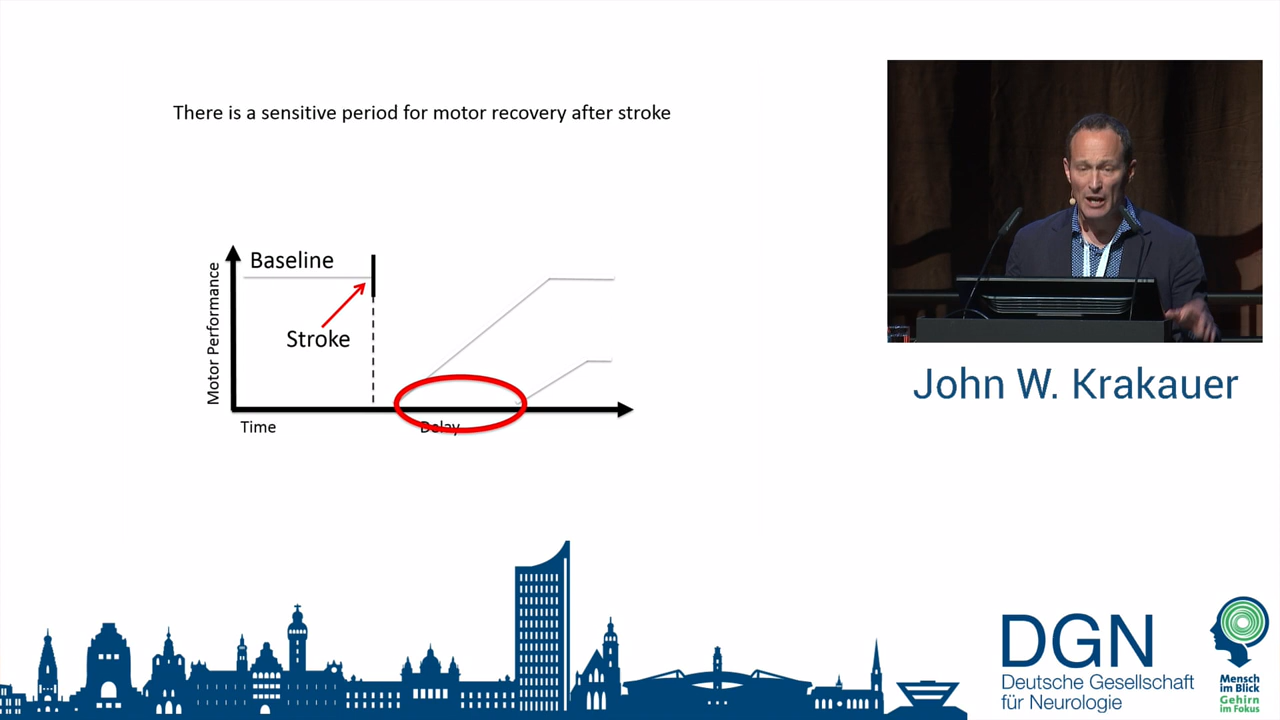 There is a sensitive period for motor recovery after stroke
Baseline
Stroke
Motor Performance
Time
Delay
John W. Krakauer
DGN
Deutsche Gesellschaft
für Neurologie
Mensch
im Blick
Gehirn
im Fokus